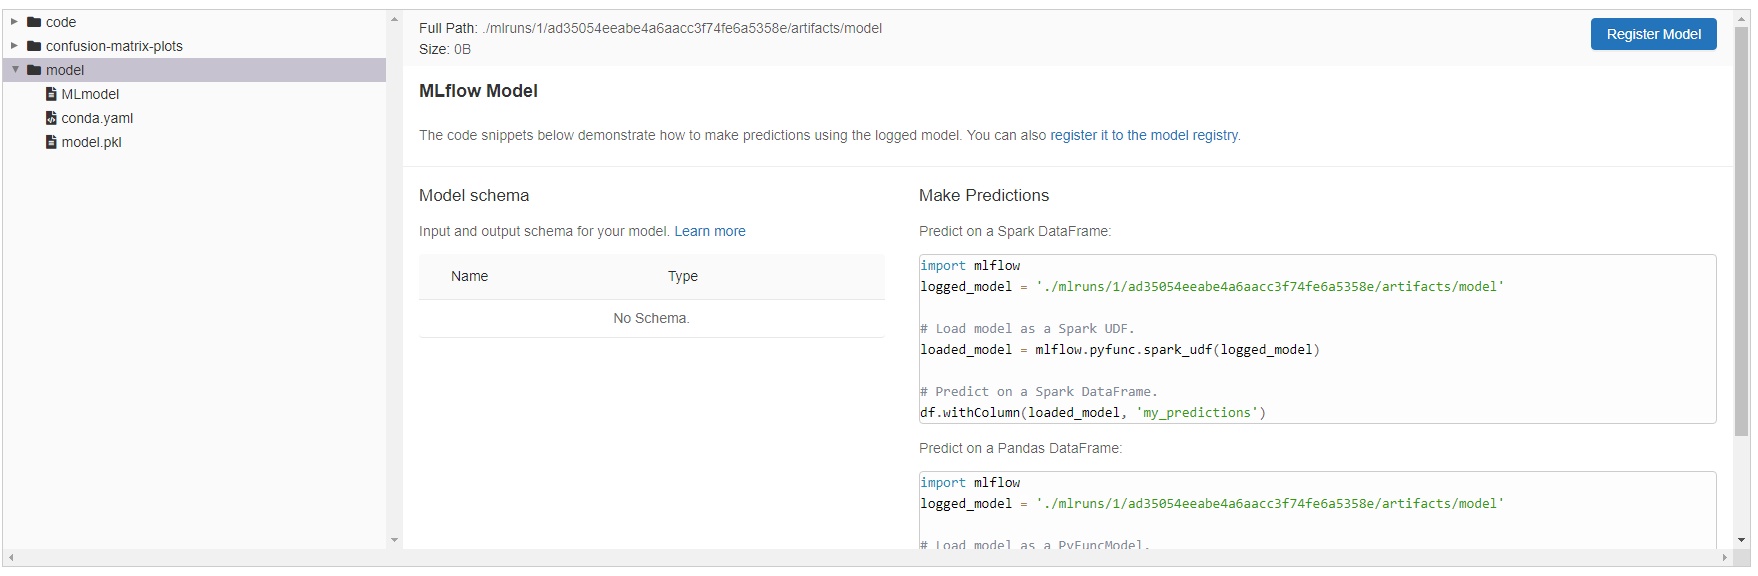 code
confusion-matrix-plots
model
MLmodel
conda.yaml
model.pkl
Full Path: ./mlruns/1/ad35054eeabe4a6aacc3f74fe6a5358e/artifacts/model
Size: 0B
Register Model
MLflow Model
The code snippets below demonstrate how to make predictions using the logged model. You can also register it to the model registry.
Model schema
Input and output schema for your model. Learn more
Name Type
No Schema.
Make Predictions
Predict on a Spark DataFrame:
import mlflow
logged_model = './mlruns/1/ad35054eeabe4a6aacc3f74fe6a5358e/artifacts/model'
# Load model as a Spark UDF.
loaded_model = mlflow.pyfunc.spark_udf(logged_model)
# Predict on a Spark DataFrame.
df.withColumn(loaded_model, 'my_predictions')
Predict on a Pandas DataFrame:
import mlflow
logged_model = './mlruns/1/ad35054eeabe4a6aacc3f74fe6a5358e/artifacts/model'
# Load model as a PyFuncModel.